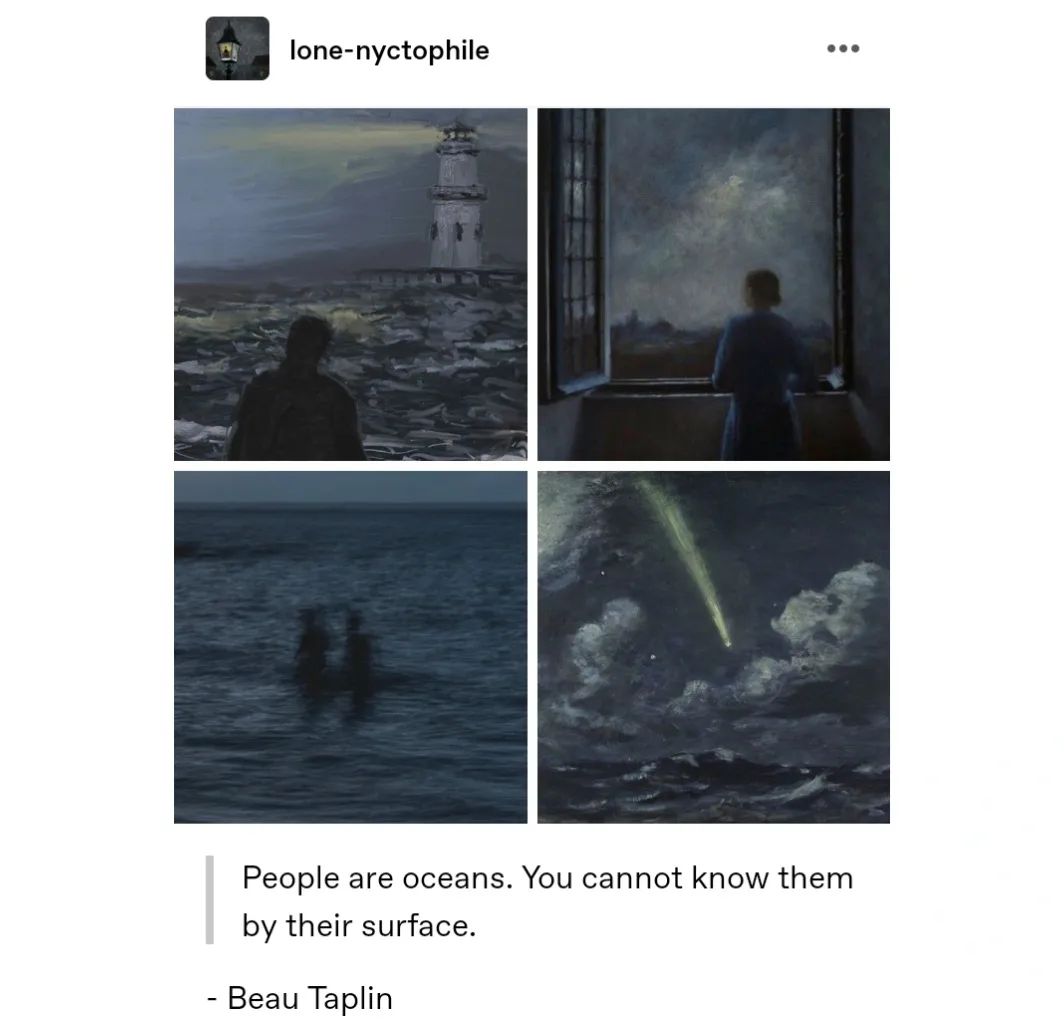 lone-nyctophile
People are oceans. You cannot know them
by their surface.
- Beau Taplin